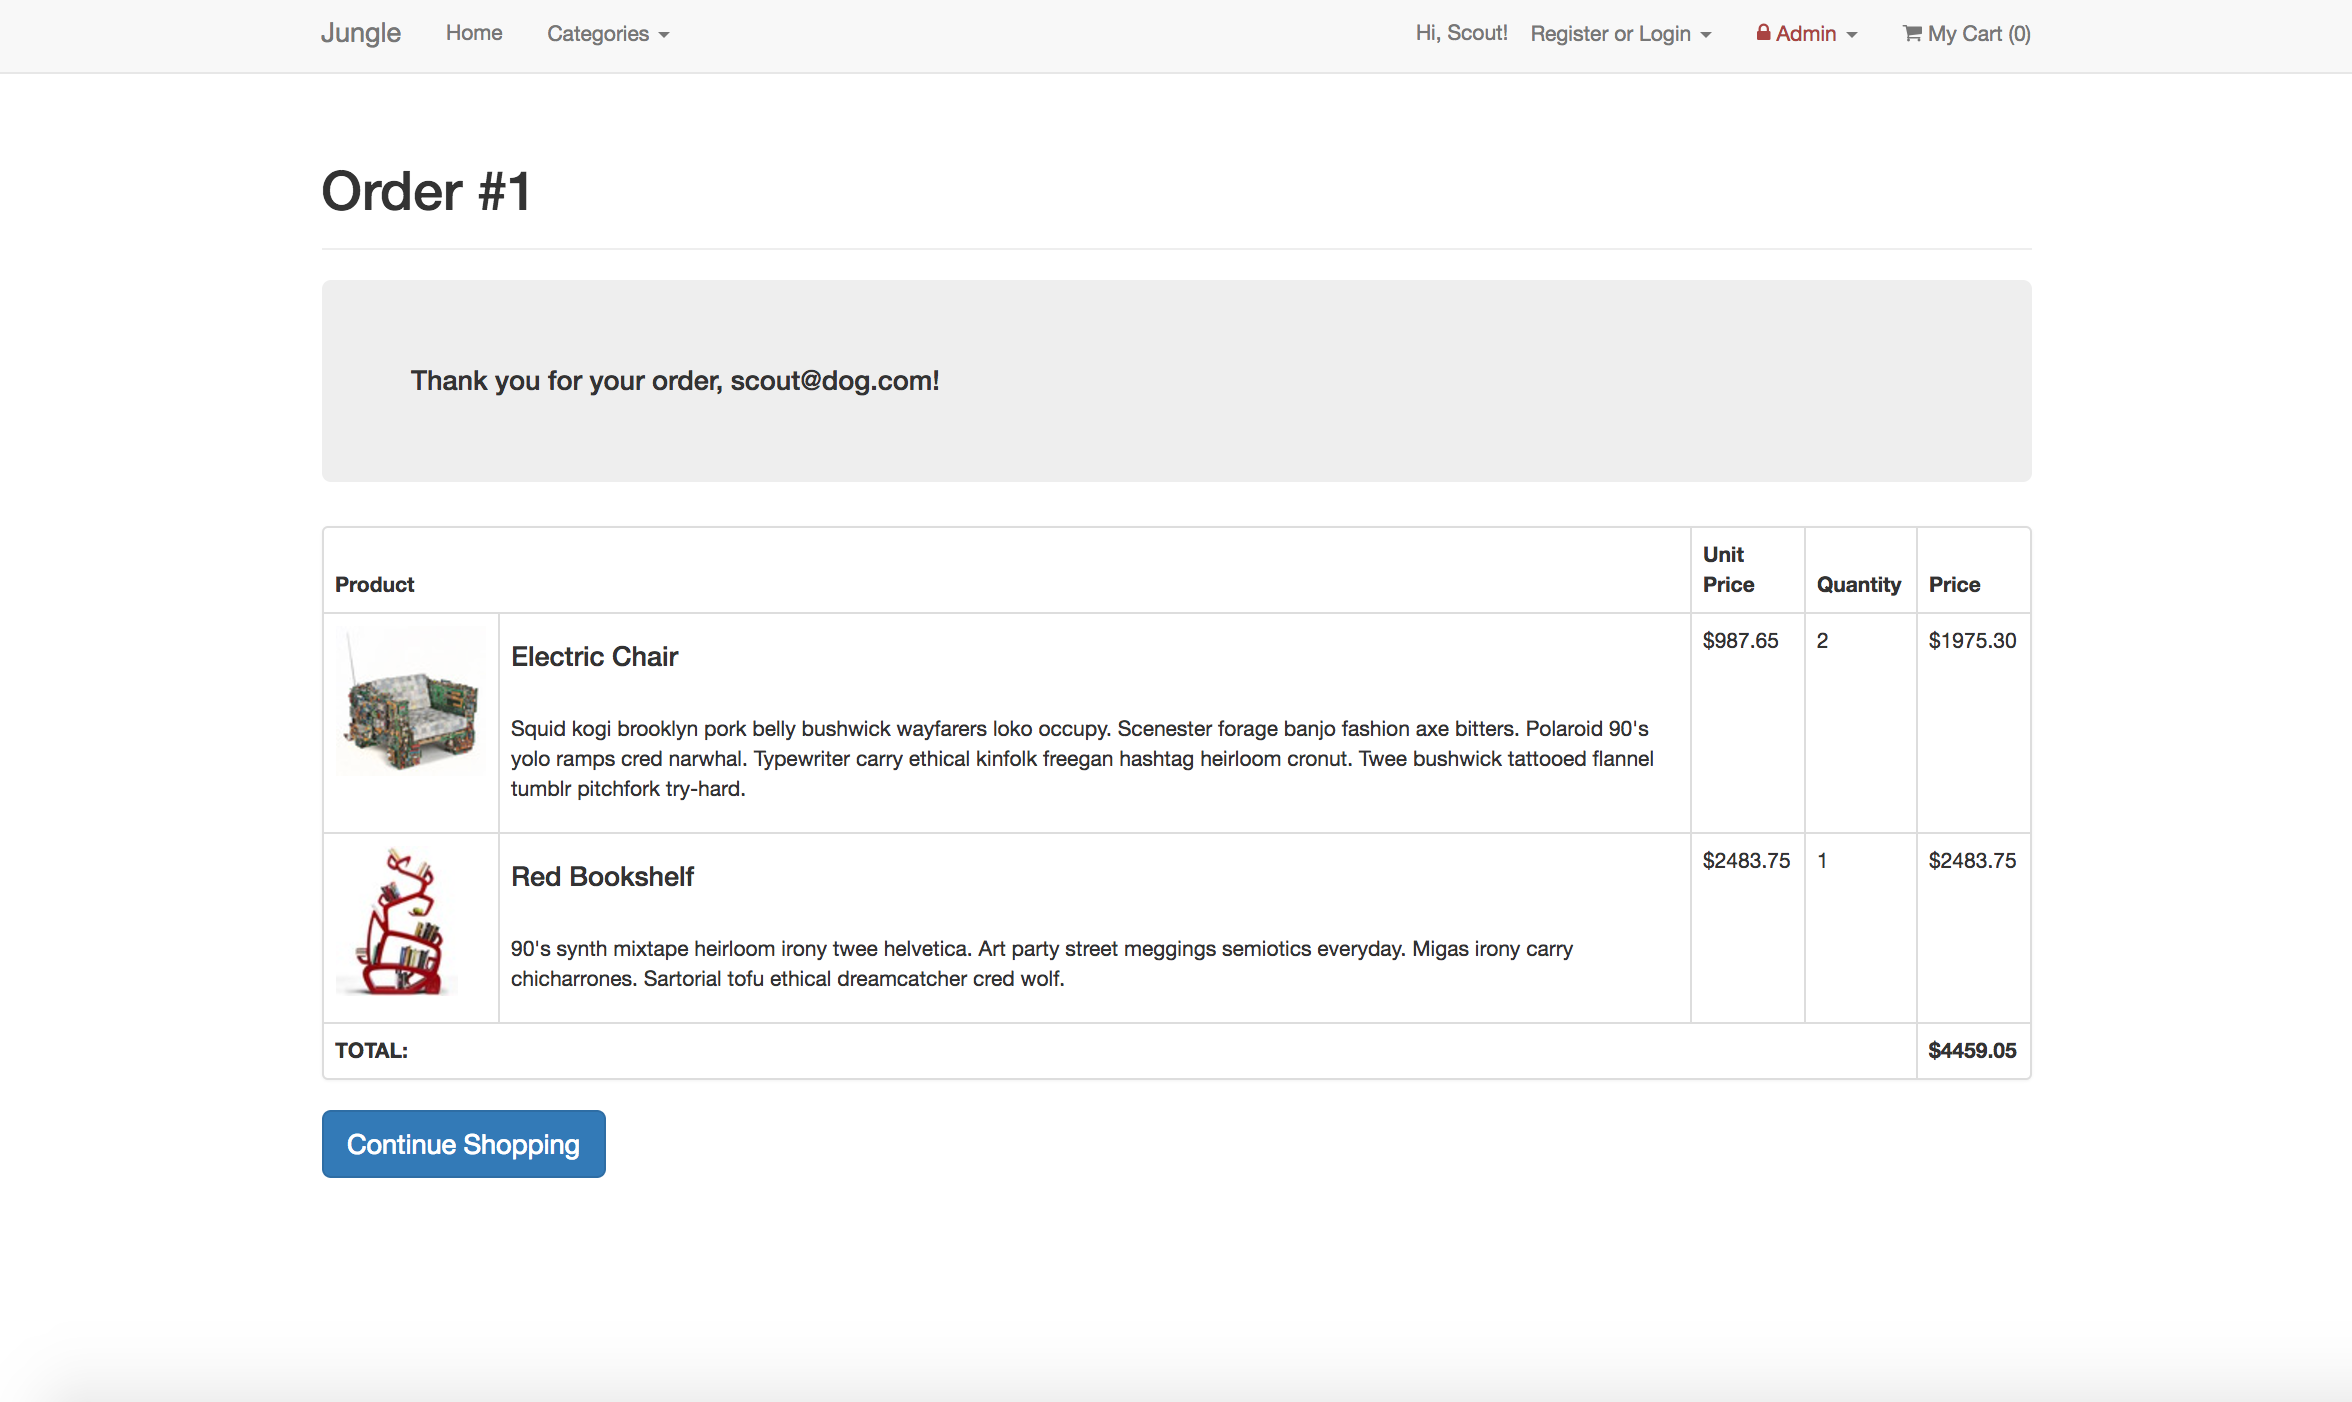 Jungle Home Categories Hi, Scout! Register or Login Admin My Cart (0)
Order #1
Thank you for your order, scout@dog.com!
Product Unit Price Quantity Price
Electric Chair $987.65 2 $1975.30
Squid kogi brooklyn pork belly bushwick wayfarers loko occupy. Scenester forage banjo fashion axe bitters. Polaroid 90's
yolo ramps cred narwhal. Typewriter carry ethical kinfolk freegan hashtag heirloom cronut. Twee bushwick tattooed flannel
tumblr pitchfork try-hard.
Red Bookshelf $2483.75 1 $2483.75
90's synth mixtape heirloom irony twee helvetica. Art party street meggings semiotics everyday. Migas irony carry
chicharrones. Sartorial tofu ethical dreamcatcher cred wolf.
TOTAL: $4459.05
Continue Shopping